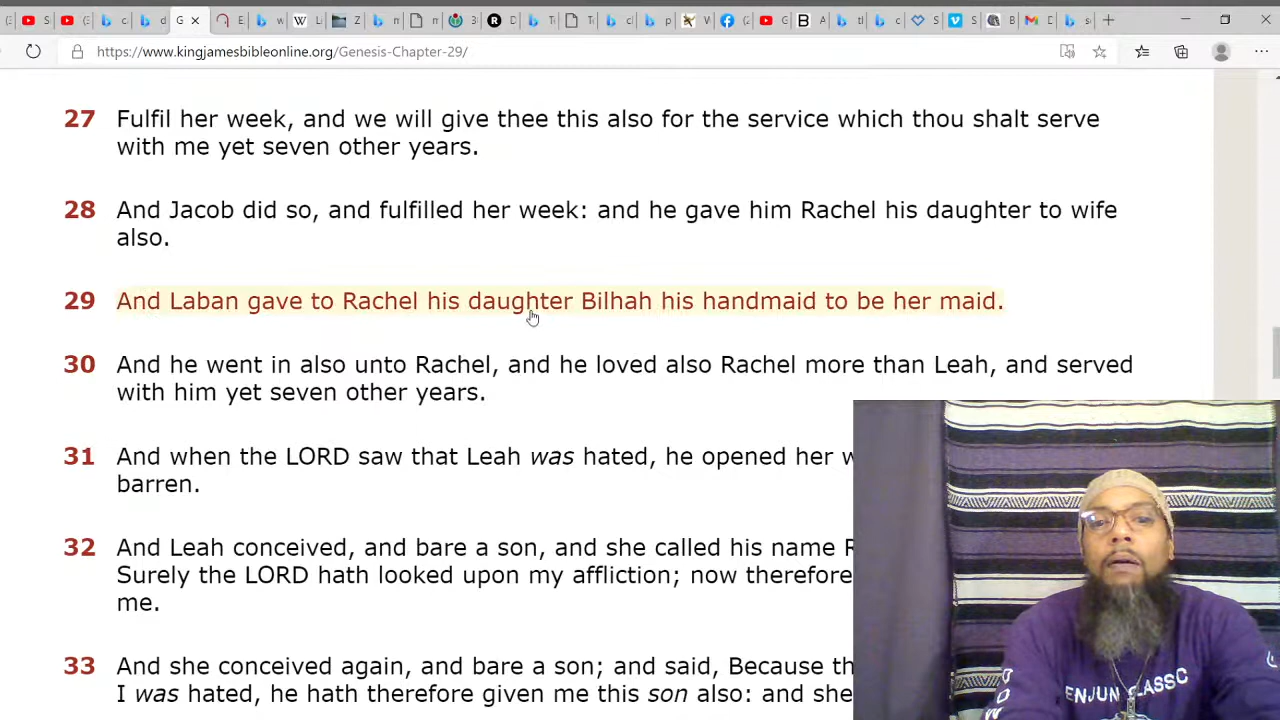 https://www.kingjamesbibleonline.org/Genesis-Chapter-29/
27 Fulfil her week, and we will give thee this also for the service which thou shalt serve
with me yet seven other years.
28 And Jacob did so, and fulfilled her week: and he gave him Rachel his daughter to wife
also.
29 And Laban gave to Rachel his daughter Bilhah his handmaid to be her maid.
30 And he went in also unto Rachel, and he loved also Rachel more than Leah, and served
with him yet seven other years.
31 And when the LORD saw that Leah was hated, he opened her
barren.
32 And Leah conceived, and bare a son, and she called his name
Surely the LORD hath looked upon my affliction; now therefore
me.
33 And she conceived again, and bare a son; and said, Because
I was hated, he hath therefore given me this son also: and she